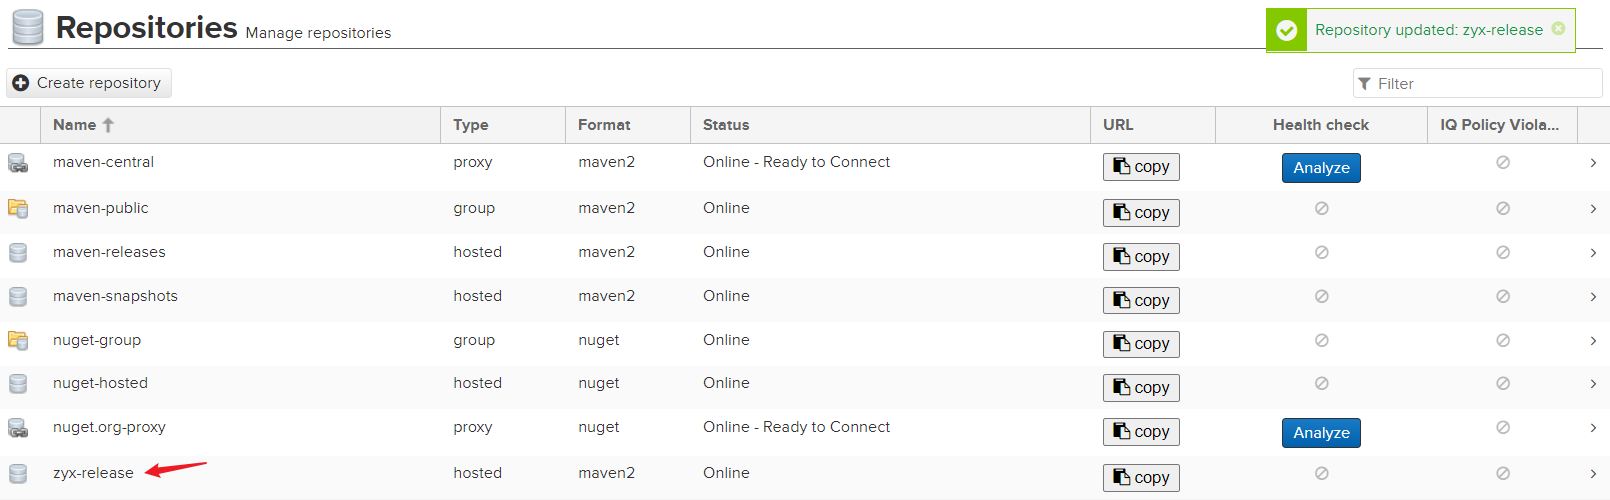 Repositories Manage repositories
Repository updated: zyx-release
Create repository
Filter
Name Type Format Status URL Health check IQ Policy Viola...
maven-central proxy maven2 Online - Ready to Connect copy Analyze
maven-public group maven2 Online copy
maven-releases hosted maven2 Online copy
maven-snapshots hosted maven2 Online copy
nuget-group group nuget Online copy
nuget-hosted hosted nuget Online copy
nuget.org-proxy proxy nuget Online - Ready to Connect copy Analyze
zyx-release hosted maven2 Online copy